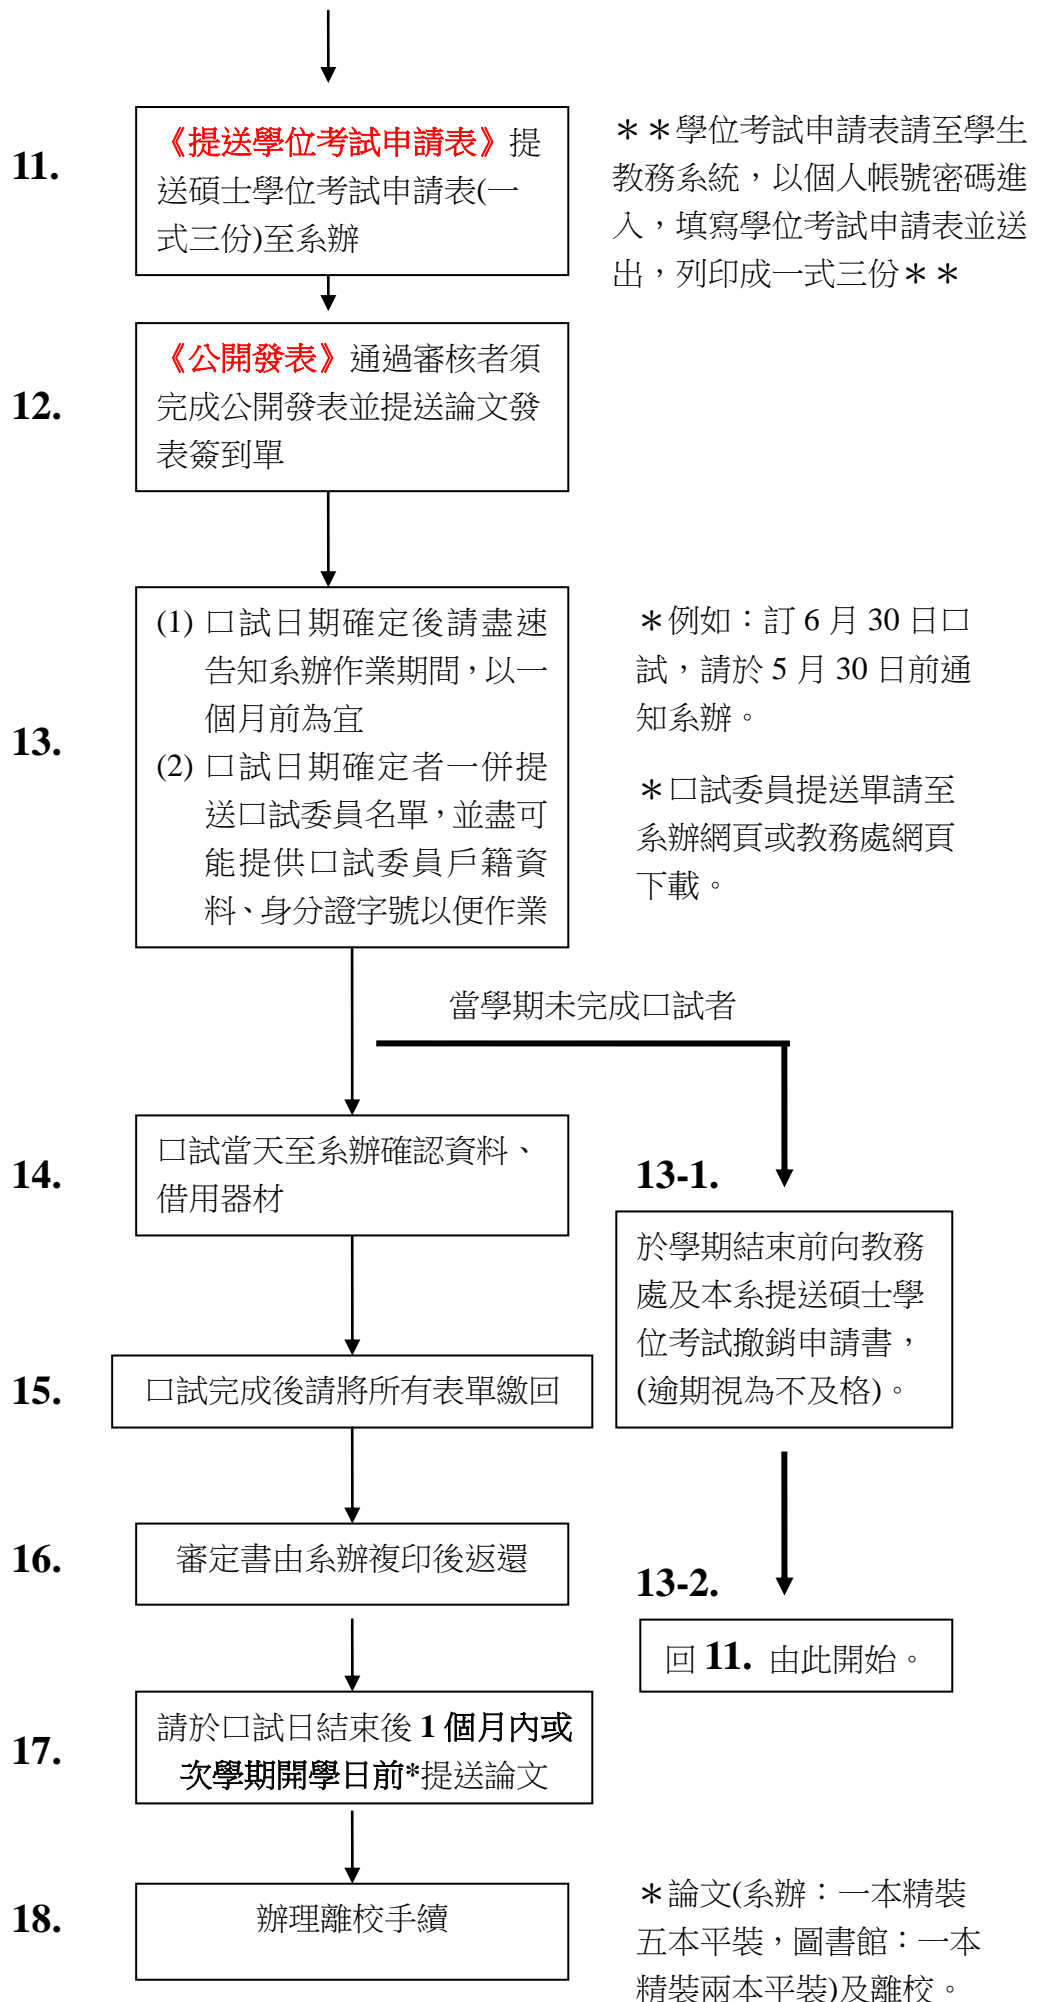 11.
《提送學位考試申請表》提
送碩士學位考試申請表(一
式三份)至系辦
＊＊學位考試申請表請至學生
教務系統，以個人帳號密碼進
入，填寫學位考試申請表並送
出，列印成一式三份＊＊
12.
《公開發表》通過審核者須
完成公開發表並提送論文發
表簽到單
13.
(1) 口試日期確定後請盡速
告知系辦作業期間，以一
個月前為宜
(2) 口試日期確定者一併提
送口試委員名單，並盡可
能提供口試委員戶籍資
料、身分證字號以便作業
＊例如：訂 6 月 30 日口
試，請於 5 月 30 日前通
知系辦。
＊口試委員提送單請至
系辦網頁或教務處網頁
下載。
當學期未完成口試者
14.
口試當天至系辦確認資料、
借用器材
13-1.
於學期結束前向教務
處及本系提送碩士學
位考試撤銷申請書，
(逾期視為不及格)。
15.
口試完成後請將所有表單繳回
16.
審定書由系辦複印後返還
13-2.
回 11. 由此開始。
17.
請於口試日結束後 1 個月內或
次學期開學日前*提送論文
18.
辦理離校手續
＊論文(系辦：一本精裝
五本平裝，圖書館：一本
精裝兩本平裝)及離校。